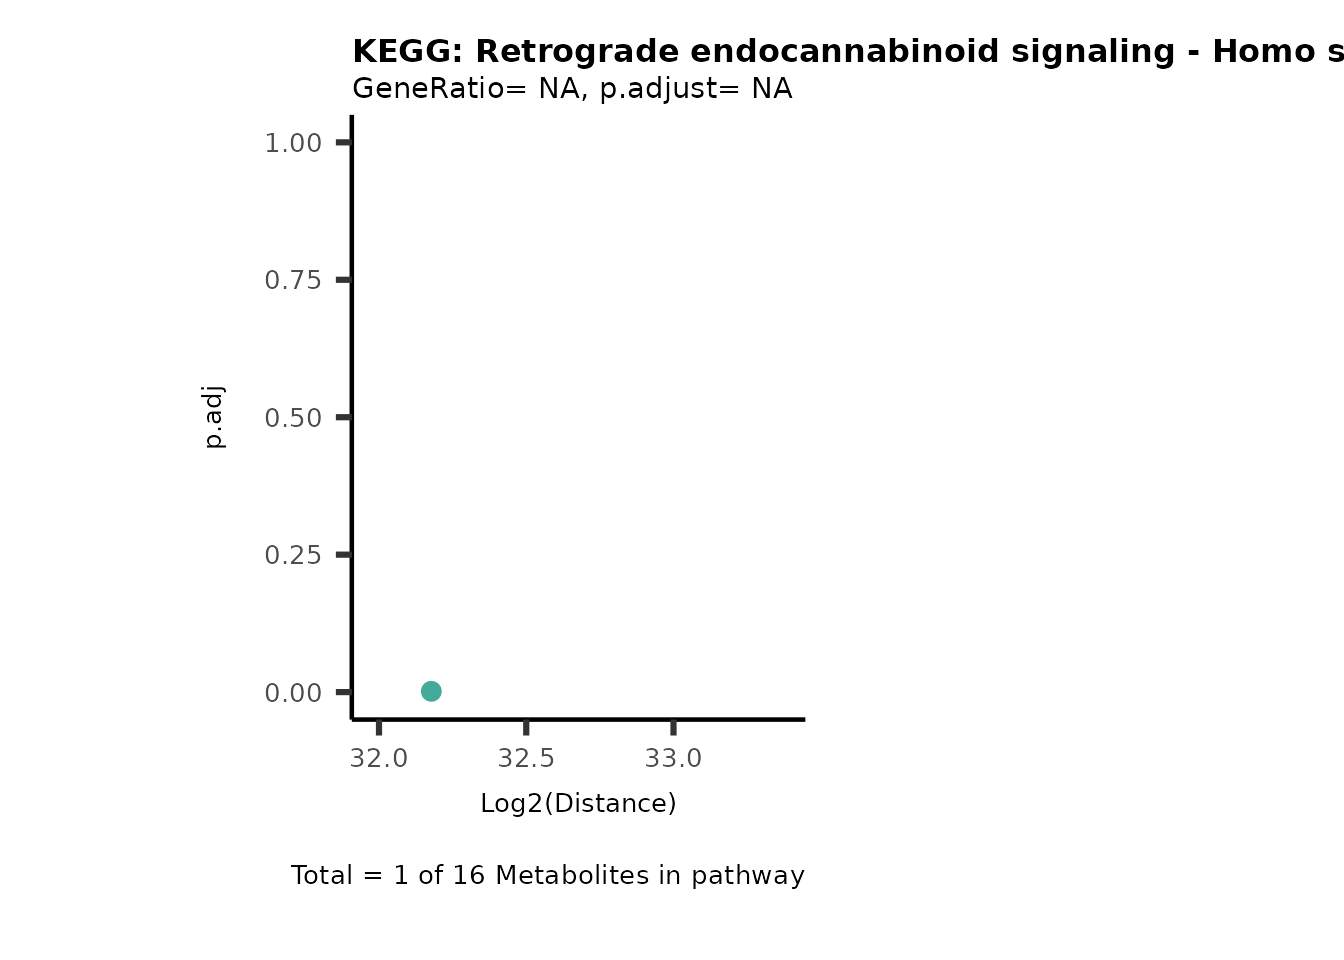 KEGG: Retrograde endocannabinoid signaling - Homo s
GeneRatio= NA, p.adjust= NA
1.00
0.75
0.50
0.25
0.00
p.adj
32.0 32.5 33.0
Log2(Distance)
Total = 1 of 16 Metabolites in pathway